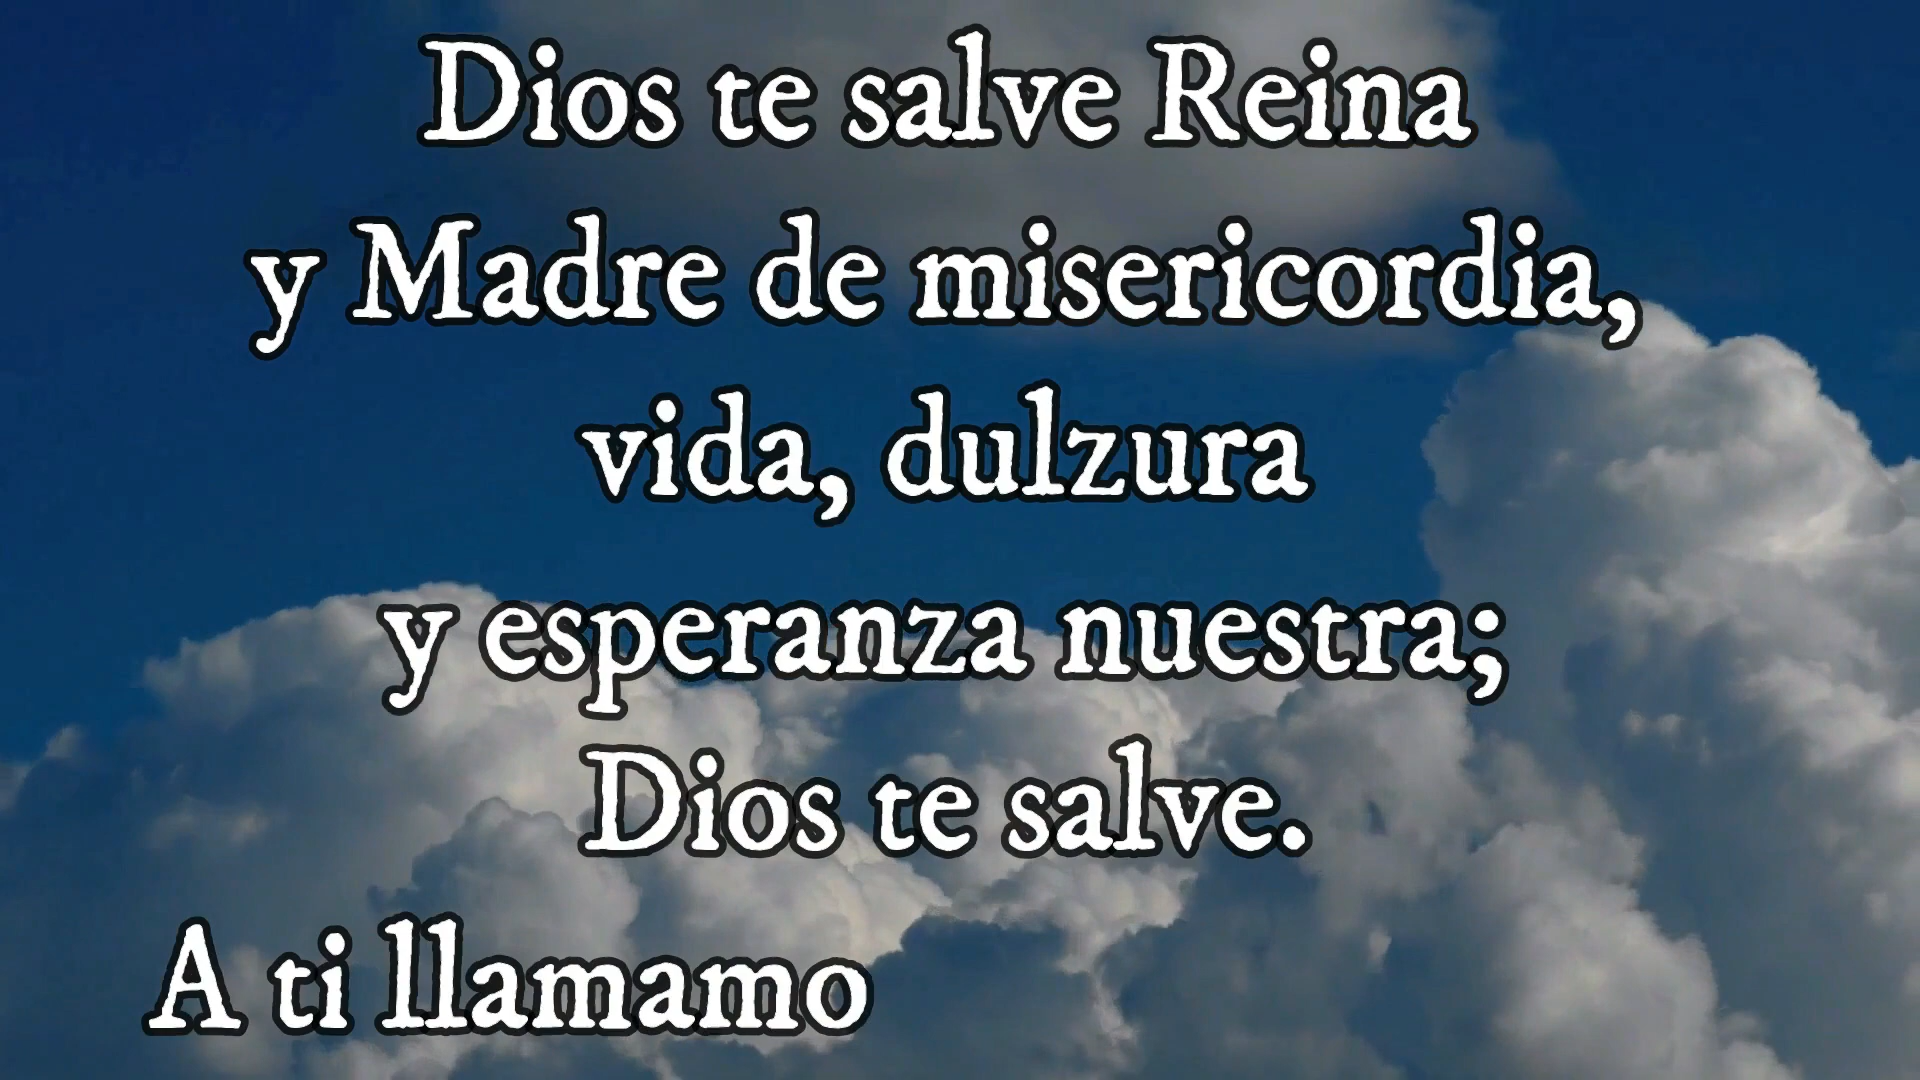 Dios te salve Reina
y Madre de misericordia,
vida, dulzura
y esperanza nuestra;
Dios te salve.
A ti llamamo